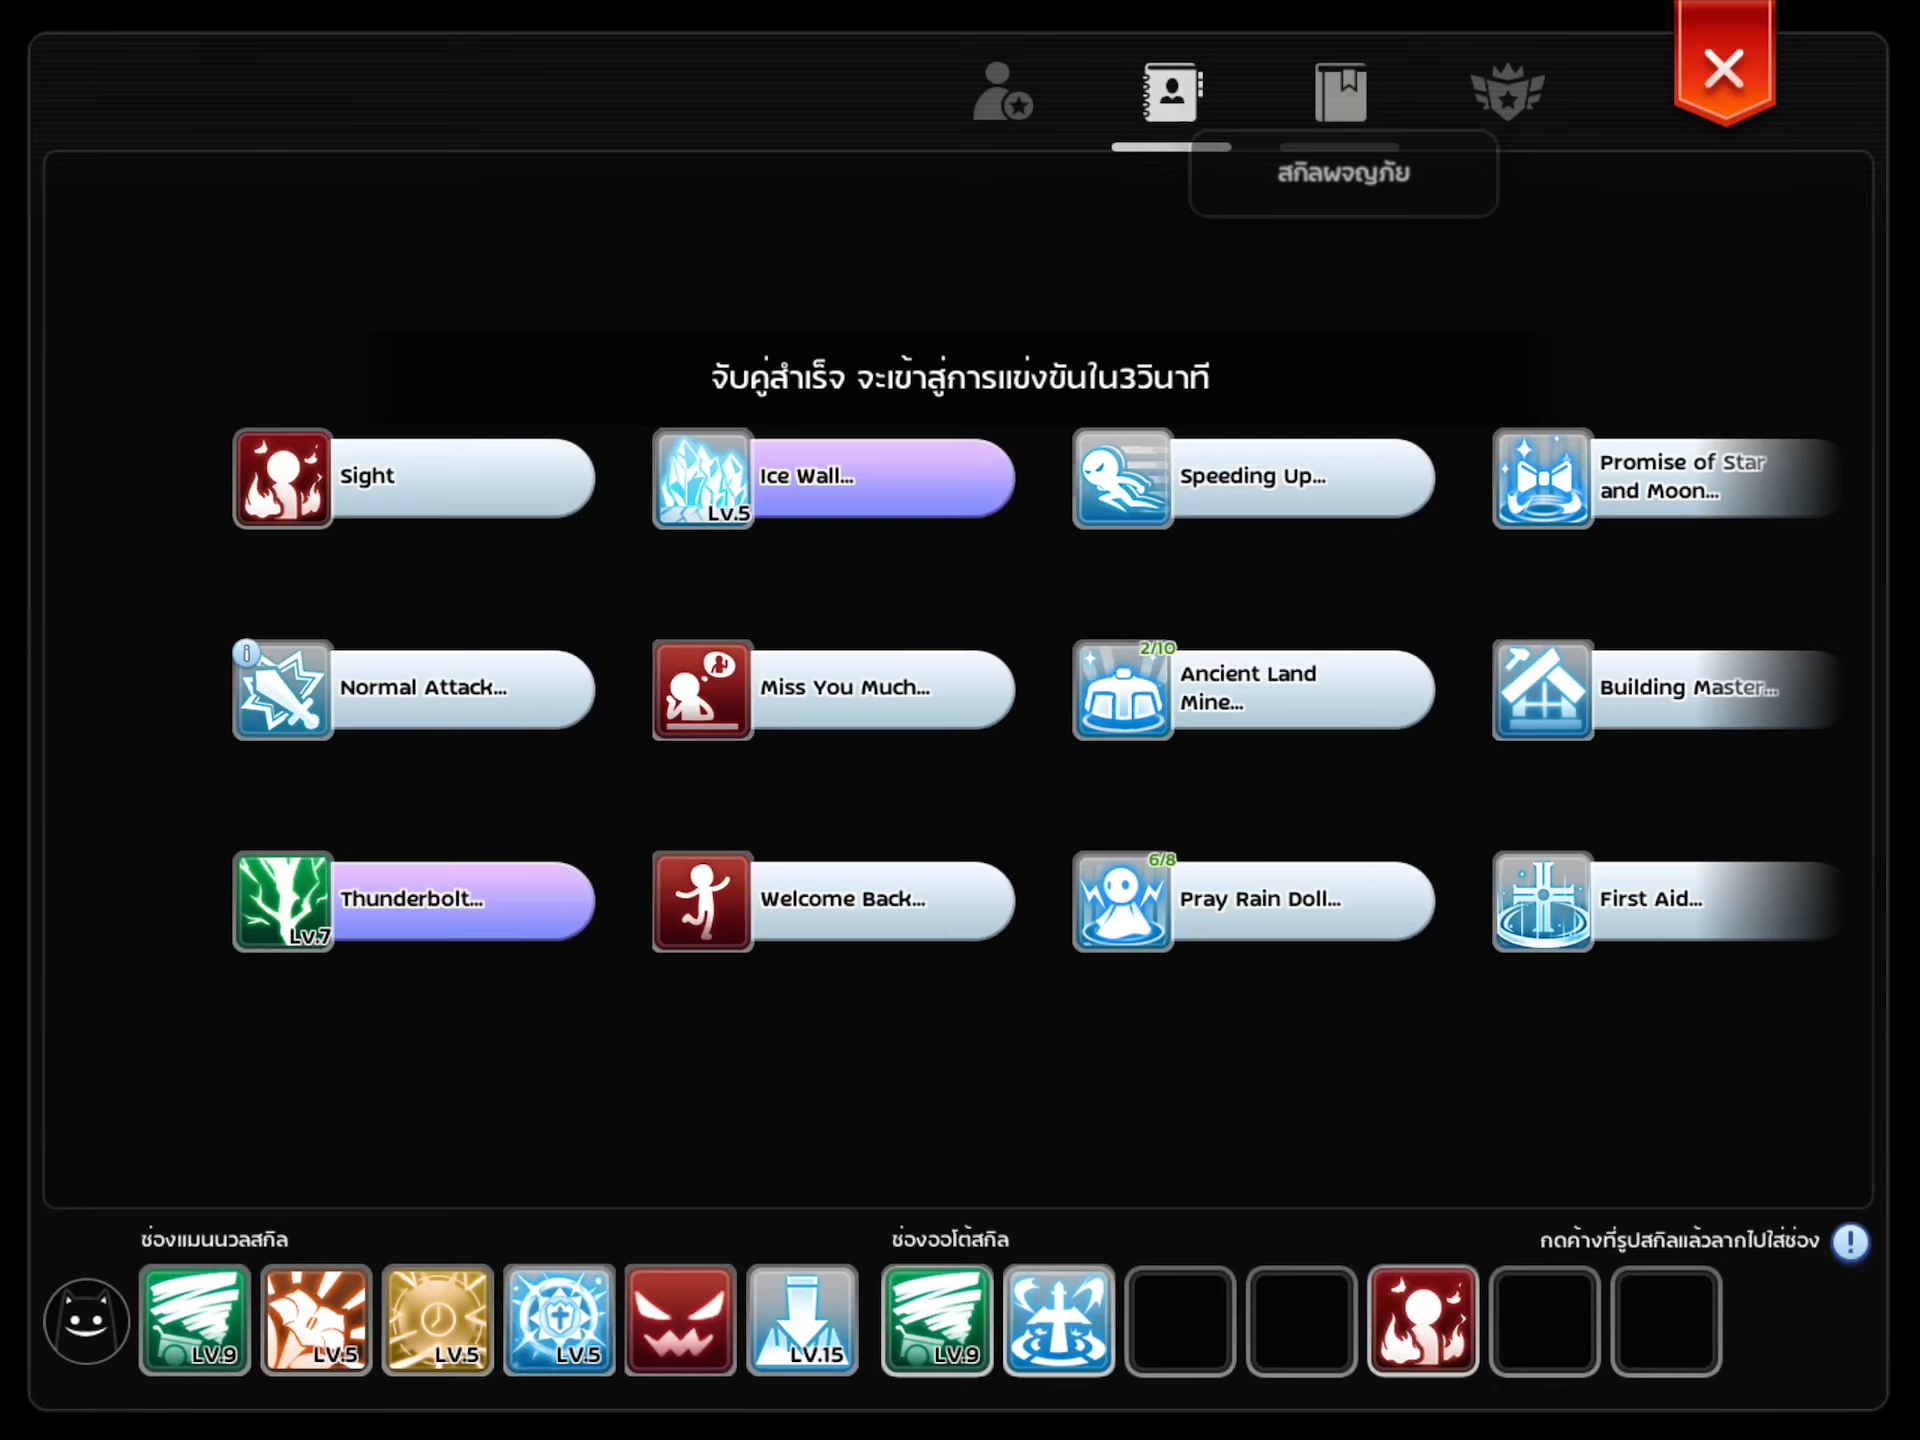 สกิลผจญภัย
จับคู่สำเร็จ จะเข้าสู่การแข่งขันใน3วินาที
Sight
Lv.5
Ice Wall...
Speeding Up...
Promise of Star
and Moon...
Normal Attack...
Miss You Much...
2/10
Ancient Land
Mine...
Building Master...
Lv.7
Thunderbolt...
Welcome Back...
6/8
Pray Rain Doll...
First Aid...
ช่องแมนนวลสกิล
ช่องออโต้สกิล
กดค้างที่รูปสกิลแล้วลากไปใส่ช่อง
Lv.9
Lv.5
Lv.5
Lv.5
Lv.15
Lv.9